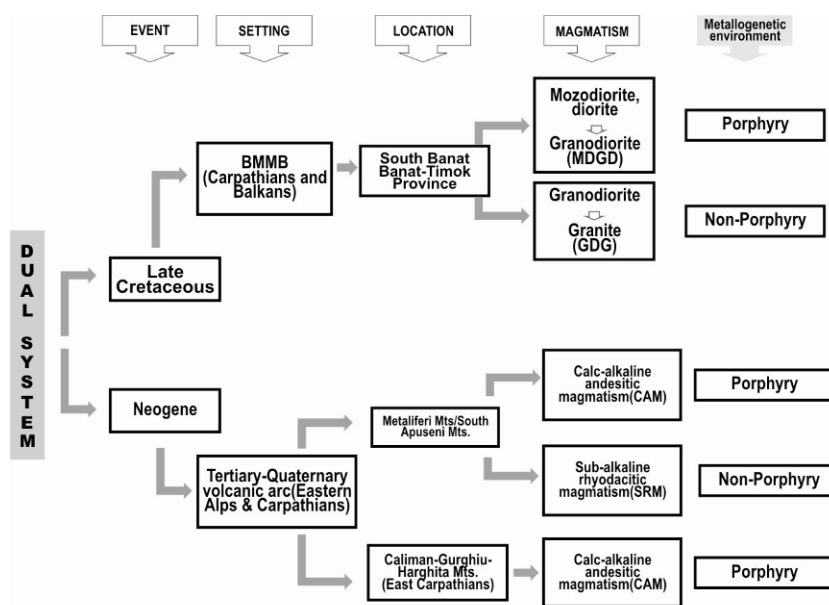 EVENT
SETTING
LOCATION
MAGMATISM
Metallogenetic
environment
DUAL SYSTEM
Late
Cretaceous
BMMB
(Carpathians and
Balkans)
South Banat
Banat-Timok
Province
Mozodiorite,
diorite
Granodiorite
(MDGD)
Porphyry
Granodiorite
Granite
(GDG)
Non-Porphyry
Neogene
Tertiary-Quaternary
volcanic arc(Eastern
Alps & Carpathians)
Metaliferi Mts/South
Apuseni Mts.
Calc-alkaline
andesitic
magmatism(CAM)
Porphyry
Sub-alkaline
rhyodacitic
magmatism(SRM)
Non-Porphyry
Caliman-Gurghiu-
Harghita Mts.
(East Carpathians)
Calc-alkaline
andesitic
magmatism(CAM)
Porphyry